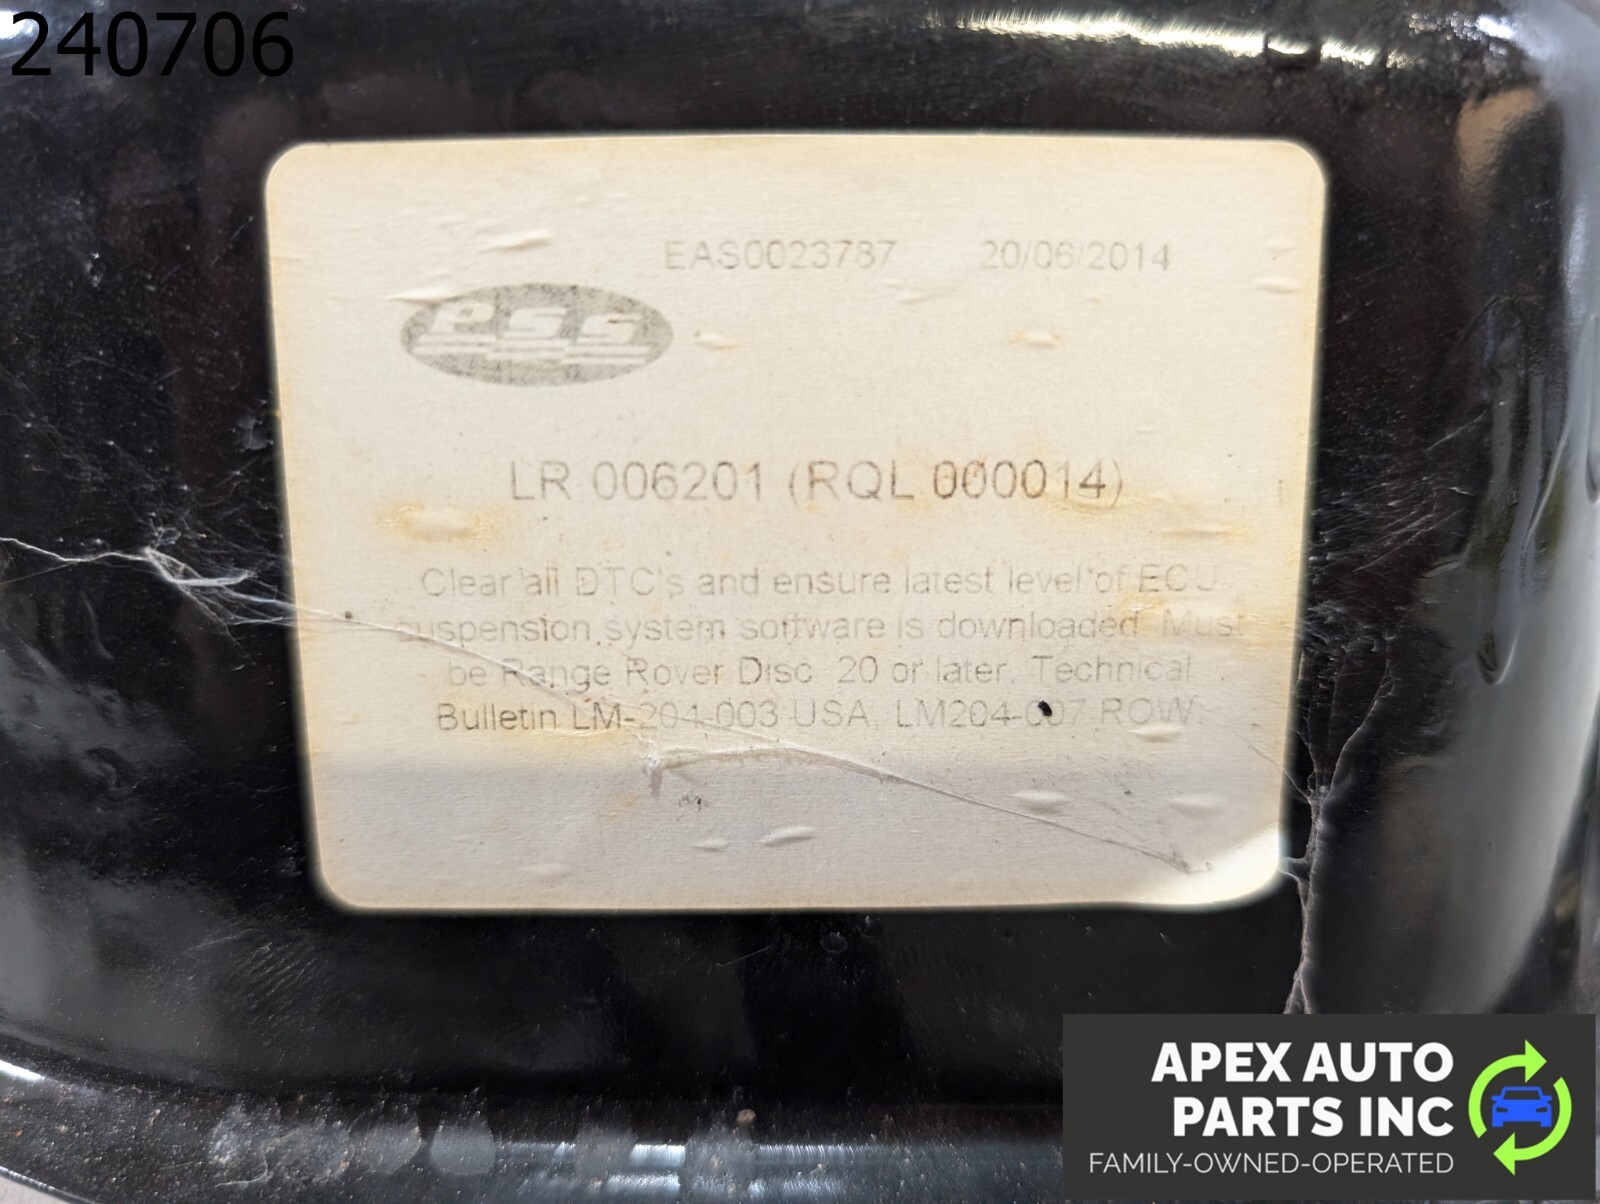 240706
EAS0023787 20/06/2014
PSS
LR 006201 (RQL 000014)
Clear all DTC's and ensure latest level of ECU
suspension system software is downloaded. Must
be Range Rover Disc 20 or later. Technical
Bulletin LM-204-003 USA, LM204-007 ROW
APEX AUTO
PARTS INC
FAMILY-OWNED-OPERATED